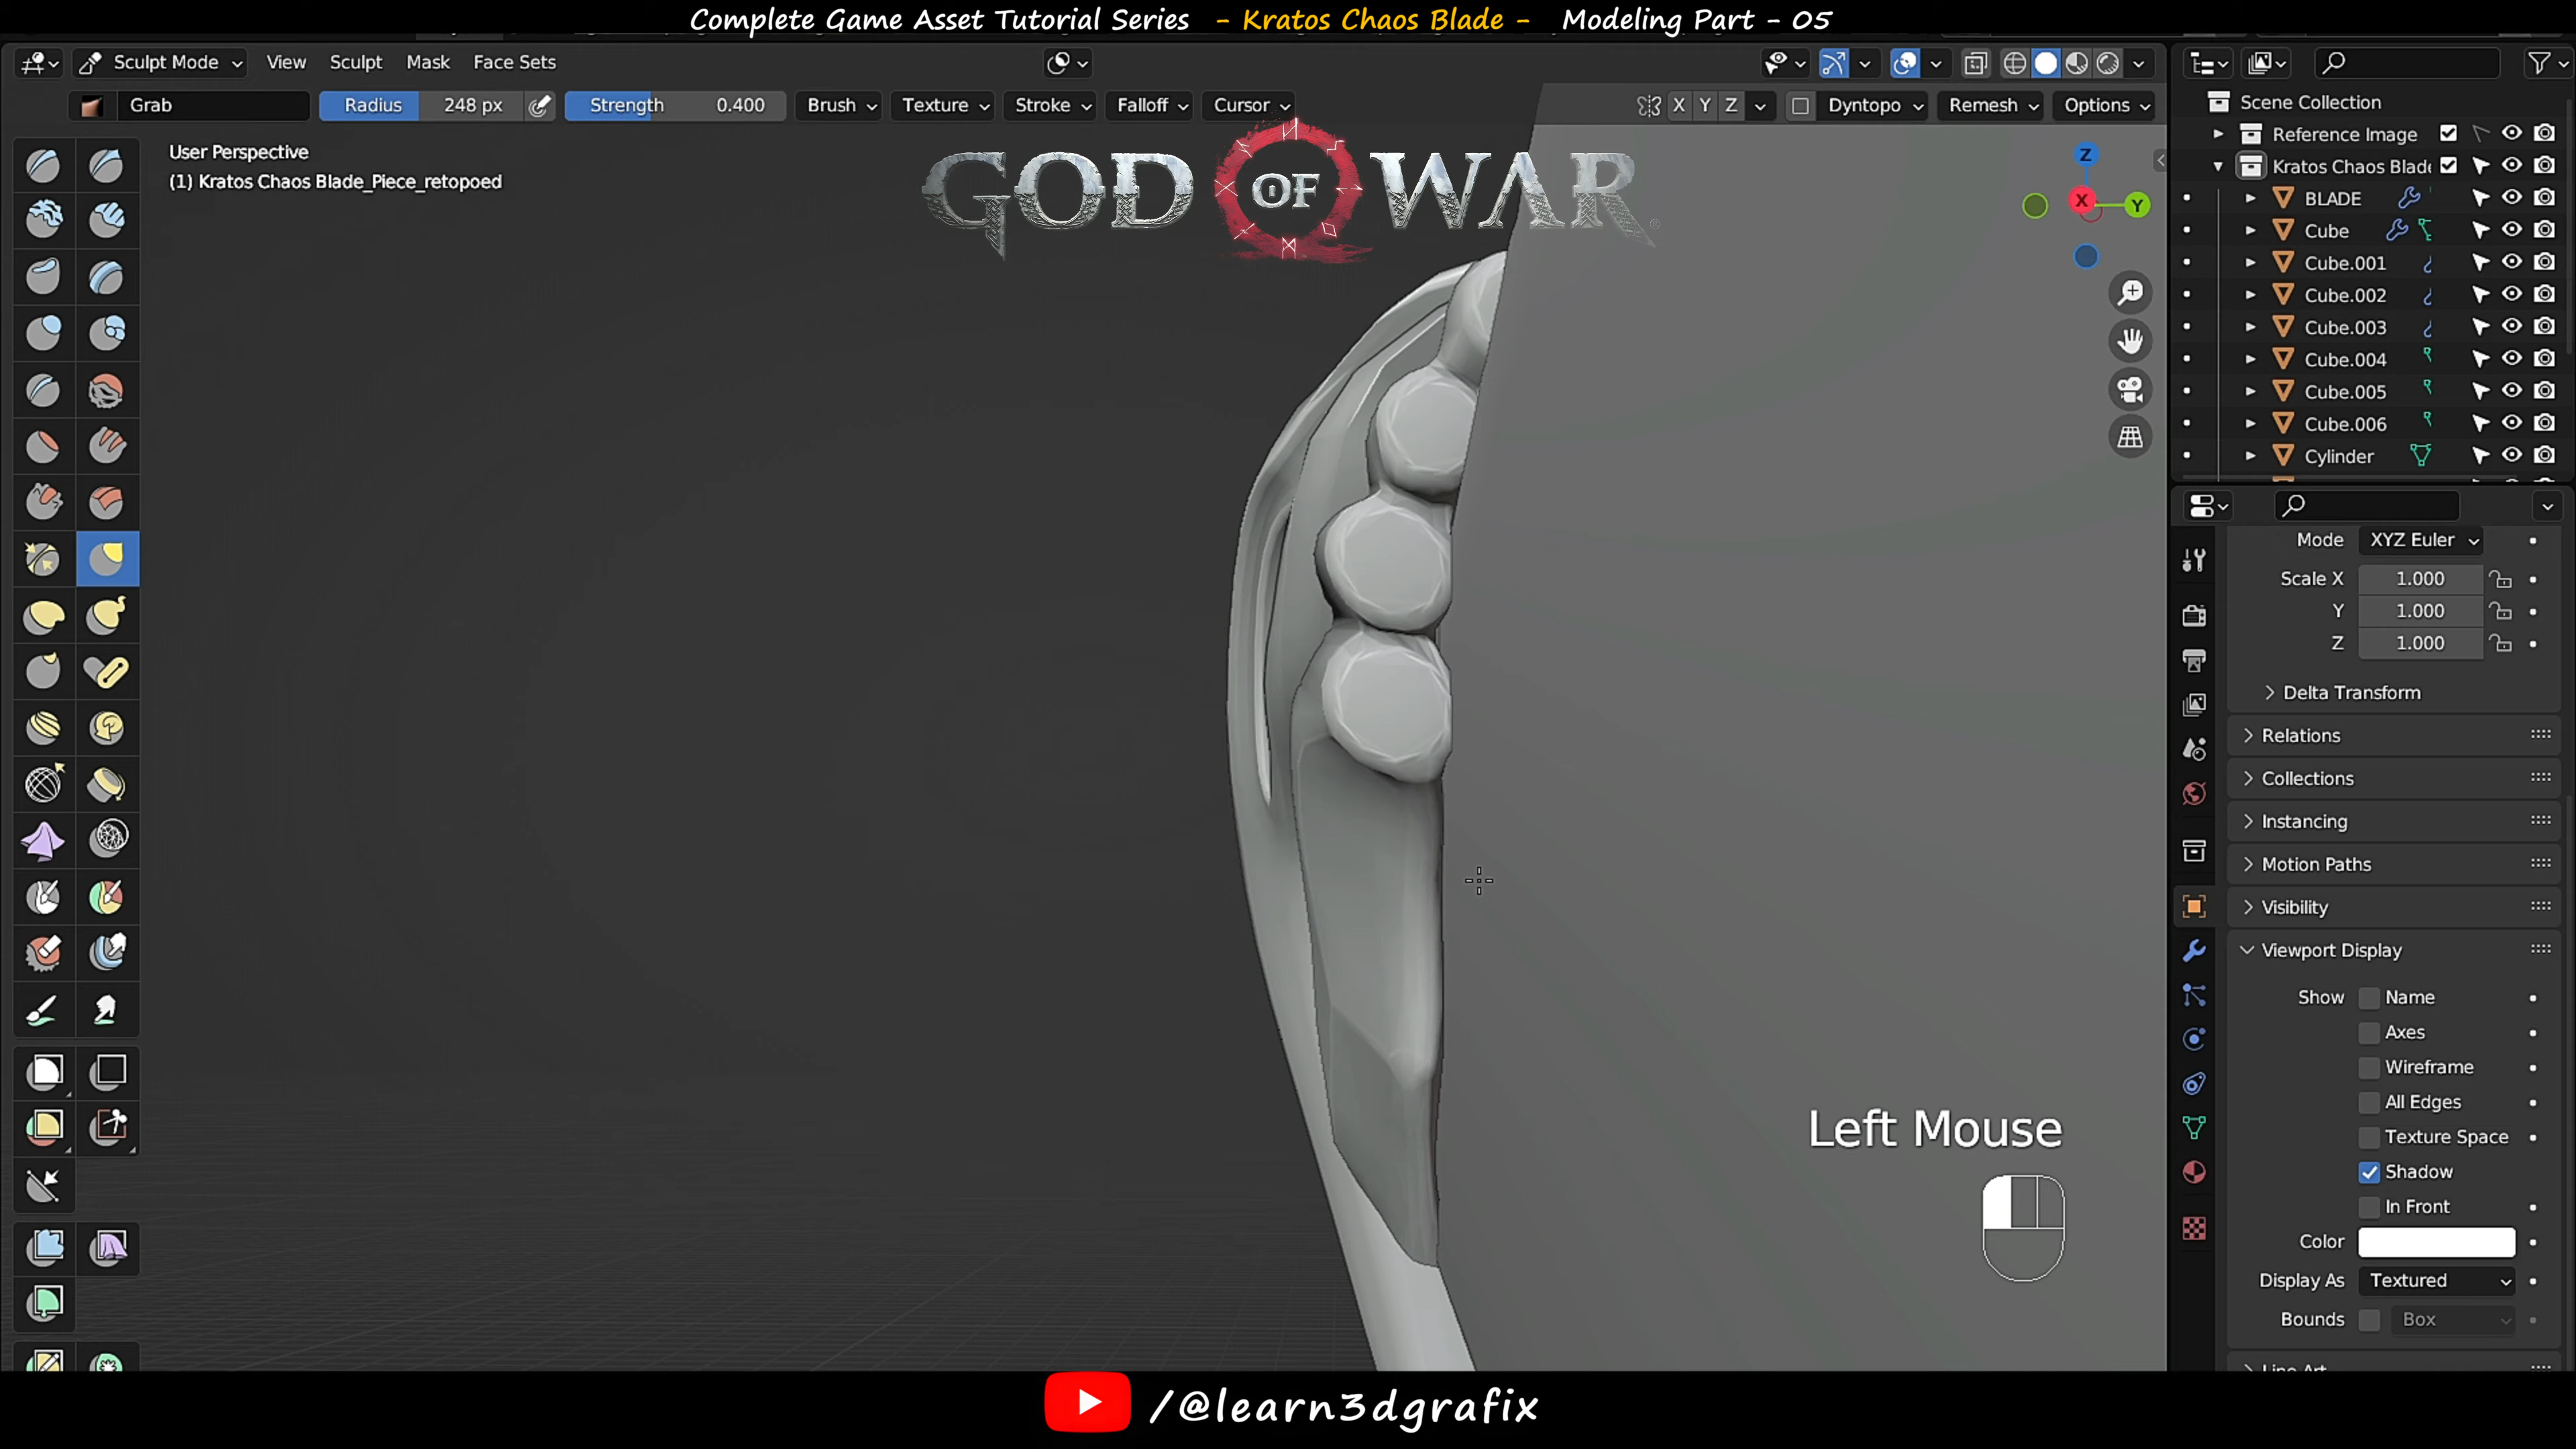 Complete Game Asset Tutorial Series - Kratos Chaos Blade - Modeling Part - 05
Sculpt Mode View Sculpt Mask Face Sets
Grab Radius 248 px Strength 0.400 Brush Texture Stroke Falloff Cursor X Y Z Dyntopo Remesh Options
User Perspective
(1) Kratos Chaos Blade_Piece_retopoed
GOD OF WAR
Z
X Y
Scene Collection
Reference Image
Kratos Chaos Blade
BLADE
Cube
Cube.001
Cube.002
Cube.003
Cube.004
Cube.005
Cube.006
Cylinder
Mode XYZ Euler
Scale X 1.000
Y 1.000
Z 1.000
Delta Transform
Relations
Collections
Instancing
Motion Paths
Visibility
Viewport Display
Show Name
Axes
Wireframe
All Edges
Texture Space
Shadow
In Front
Color
Display As Textured
Bounds Box
Left Mouse
/@learn3dgrafix